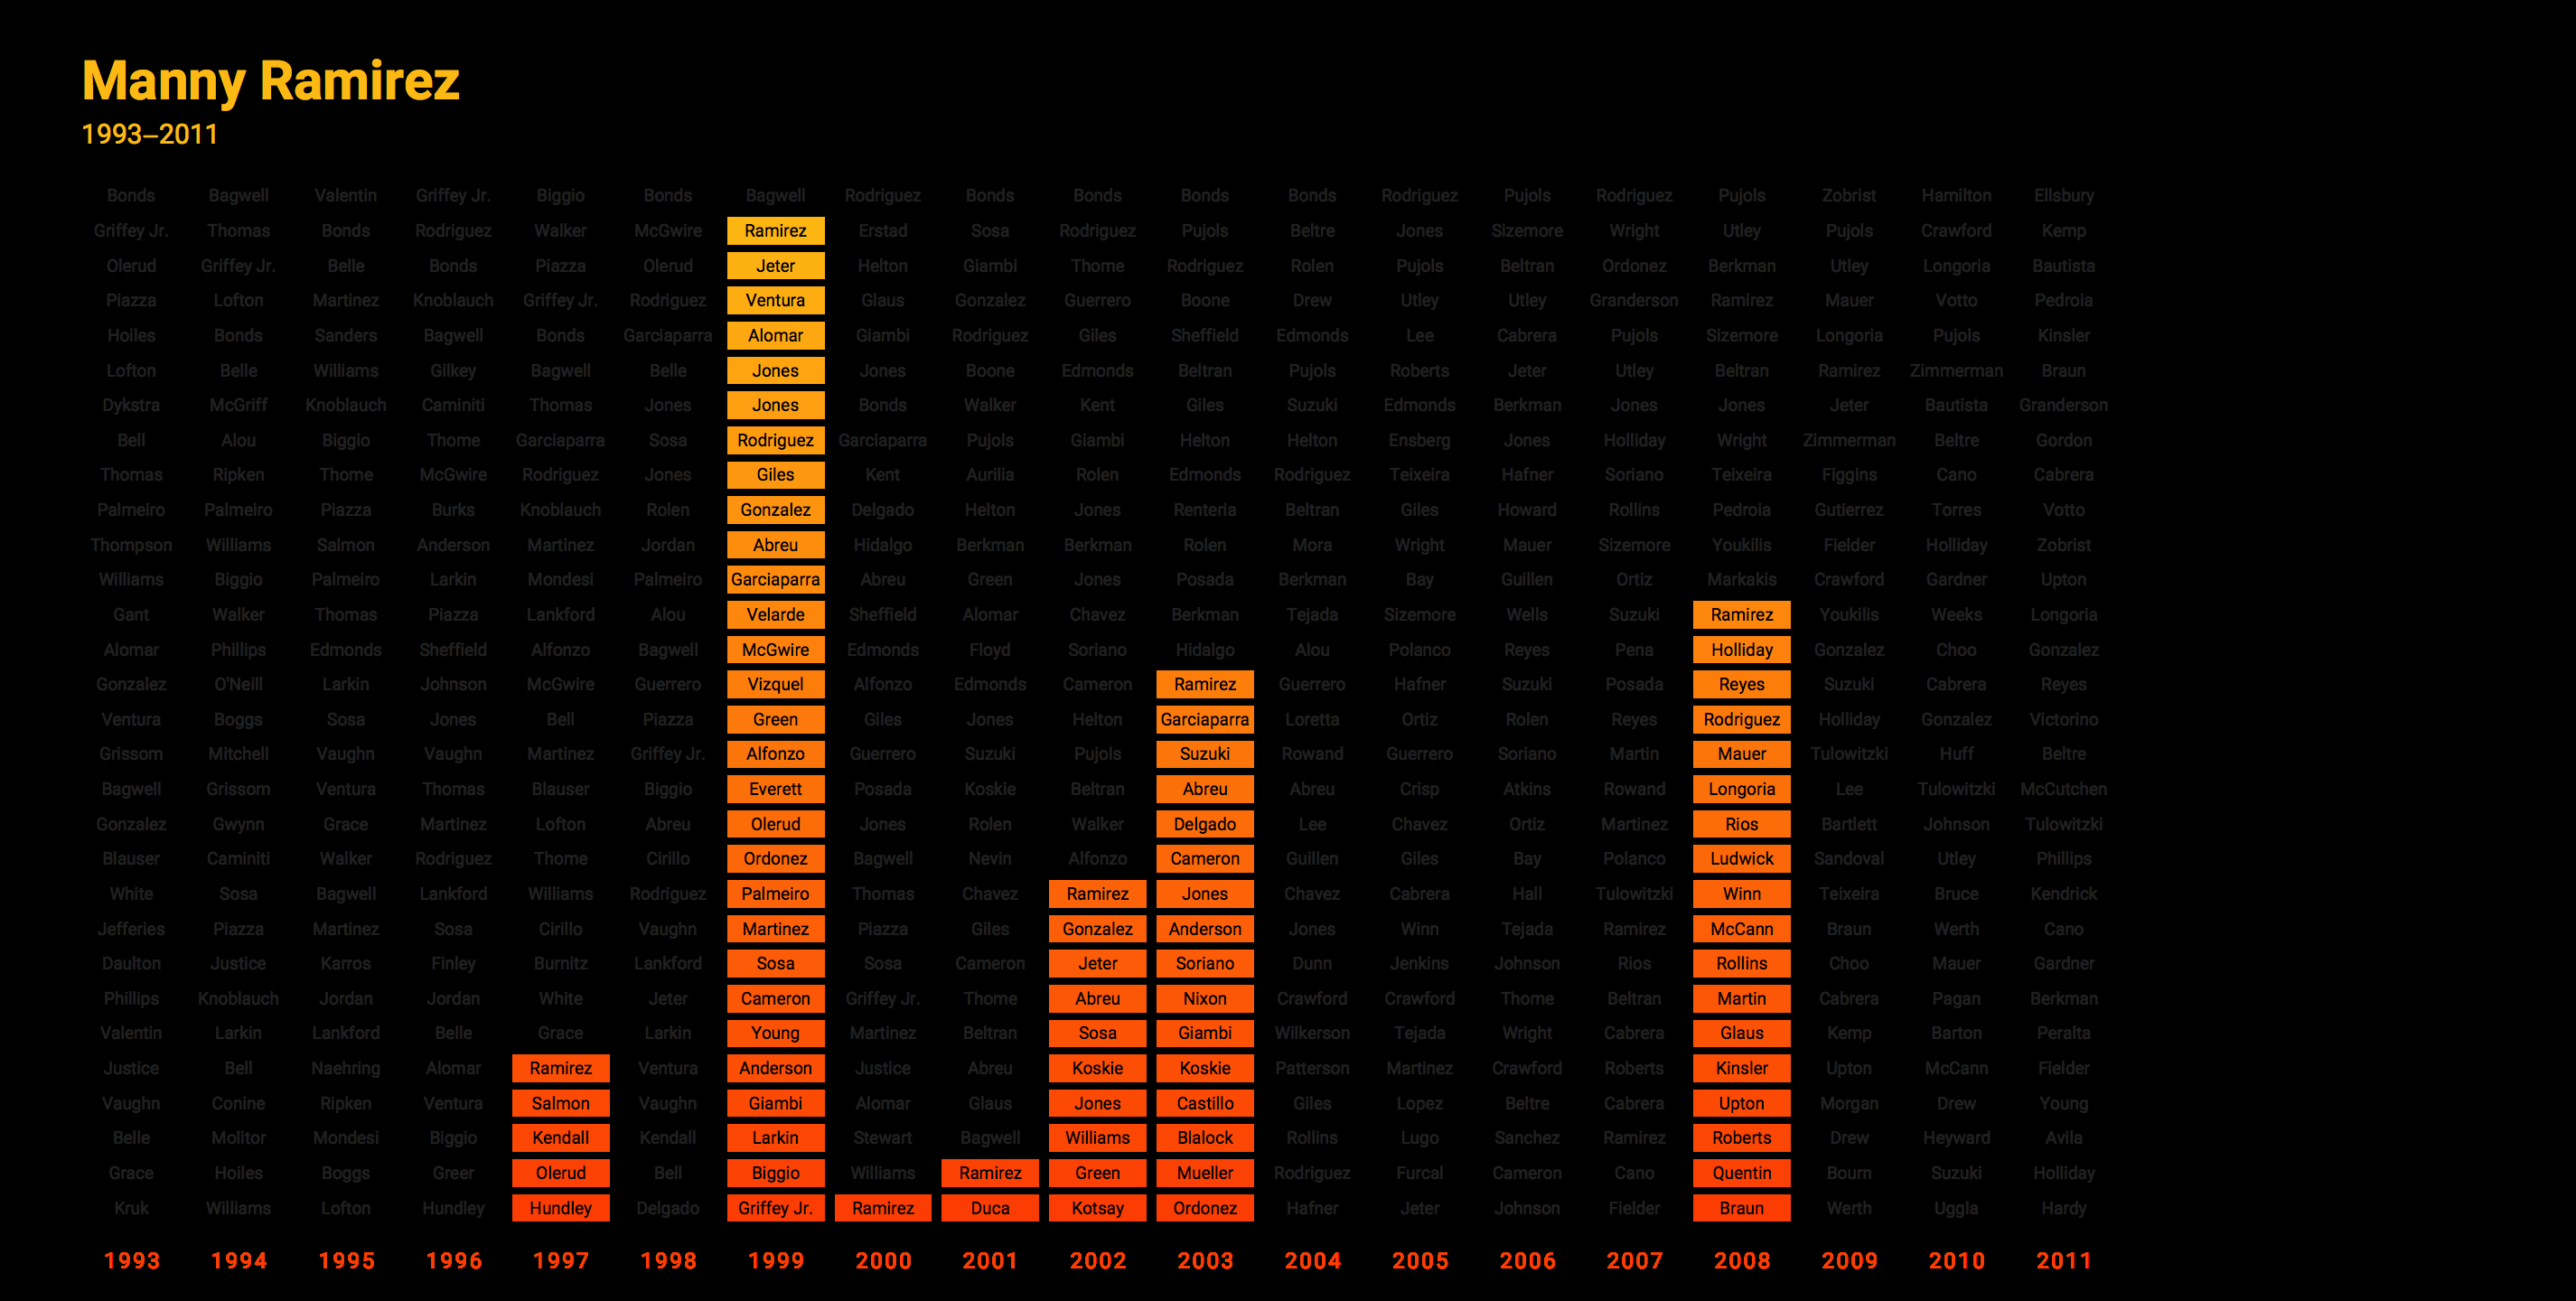 Manny Ramirez
1993–2011
Bonds Bagwell Valentin Griffey Jr. Biggio Bonds Bagwell Rodriguez Bonds Bonds Bonds Bonds Rodriguez Pujols Rodriguez Pujols Zobrist Hamilton Ellsbury
Griffey Jr. Thomas Bonds Rodriguez Walker McGwire Ramirez Erstad Sosa Rodriguez Pujols Beltre Jones Sizemore Wright Utley Pujols Crawford Kemp
Olerud Griffey Jr. Belle Bonds Piazza Olerud Jeter Helton Giambi Thome Rodriguez Rolen Pujols Beltran Ordonez Berkman Utley Longoria Bautista
Piazza Lofton Martinez Knoblauch Griffey Jr. Rodriguez Ventura Glaus Gonzalez Guerrero Boone Drew Utley Utley Granderson Ramirez Mauer Votto Pedroia
Hoiles Bonds Sanders Bagwell Bonds Garciaparra Alomar Giambi Rodriguez Giles Sheffield Edmonds Lee Cabrera Pujols Sizemore Longoria Pujols Kinsler
Lofton Belle Williams Gilkey Bagwell Belle Jones Jones Boone Edmonds Beltran Pujols Roberts Jeter Utley Beltran Ramirez Zimmerman Braun
Dykstra McGriff Knoblauch Caminiti Thomas Jones Jones Bonds Walker Kent Giles Suzuki Edmonds Berkman Jones Jones Jeter Bautista Granderson
Bell Alou Biggio Thome Garciaparra Sosa Rodriguez Garciaparra Pujols Giambi Helton Helton Ensberg Jones Holliday Wright Zimmerman Beltre Gordon
Thomas Ripken Thome McGwire Rodriguez Jones Giles Kent Aurilia Rolen Edmonds Rodriguez Teixeira Hafner Soriano Teixeira Figgins Cano Cabrera
Palmeiro Palmeiro Piazza Burks Knoblauch Rolen Gonzalez Delgado Helton Jones Renteria Beltran Giles Howard Rollins Pedroia Gutierrez Torres Votto
Thompson Williams Salmon Anderson Martinez Jordan Abreu Hidalgo Berkman Berkman Rolen Mora Wright Mauer Sizemore Youkilis Fielder Holliday Zobrist
Williams Biggio Palmeiro Larkin Mondesi Palmeiro Garciaparra Abreu Green Jones Posada Berkman Bay Guillen Ortiz Markakis Crawford Gardner Upton
Gant Walker Thomas Piazza Lankford Alou Velarde Sheffield Alomar Chavez Berkman Tejada Sizemore Wells Suzuki Ramirez Youkilis Weeks Longoria
Alomar Phillips Edmonds Sheffield Alfonzo Bagwell McGwire Edmonds Floyd Soriano Hidalgo Alou Polanco Reyes Pena Holliday Gonzalez Choo Gonzalez
Gonzalez O'Neill Larkin Johnson McGwire Guerrero Vizquel Alfonzo Edmonds Cameron Ramirez Guerrero Hafner Suzuki Posada Reyes Suzuki Cabrera Reyes
Ventura Boggs Sosa Jones Bell Piazza Green Giles Jones Helton Garciaparra Loretta Ortiz Rolen Reyes Rodriguez Holliday Gonzalez Victorino
Grissom Mitchell Vaughn Vaughn Martinez Griffey Jr. Alfonzo Guerrero Suzuki Pujols Suzuki Rowand Guerrero Soriano Martin Mauer Tulowitzki Huff Beltre
Bagwell Grissom Ventura Thomas Blauser Biggio Everett Posada Koskie Beltran Abreu Abreu Crisp Atkins Rowand Longoria Lee Tulowitzki McCutchen
Gonzalez Gwynn Grace Martinez Lofton Abreu Olerud Jones Rolen Walker Delgado Lee Chavez Ortiz Martinez Rios Bartlett Johnson Tulowitzki
Blauser Caminiti Walker Rodriguez Thome Cirillo Ordonez Bagwell Nevin Alfonzo Cameron Guillen Giles Bay Polanco Ludwick Sandoval Utley Phillips
White Sosa Bagwell Lankford Williams Rodriguez Palmeiro Thomas Chavez Ramirez Jones Chavez Cabrera Hall Tulowitzki Winn Teixeira Bruce Kendrick
Jefferies Piazza Martinez Sosa Cirillo Vaughn Martinez Piazza Giles Gonzalez Anderson Jones Winn Tejada Ramirez McCann Braun Werth Cano
Daulton Justice Karros Finley Burnitz Lankford Sosa Sosa Cameron Jeter Soriano Dunn Jenkins Johnson Rios Rollins Choo Mauer Gardner
Phillips Knoblauch Jordan Jordan White Jeter Cameron Griffey Jr. Thome Abreu Nixon Crawford Crawford Thome Beltran Martin Cabrera Pagan Berkman
Valentin Larkin Lankford Belle Grace Larkin Young Martinez Beltran Sosa Giambi Wilkerson Tejada Wright Cabrera Glaus Kemp Barton Peralta
Justice Bell Naehring Alomar Ramirez Ventura Anderson Justice Abreu Koskie Koskie Patterson Martinez Crawford Roberts Kinsler Upton McCann Fielder
Vaughn Conine Ripken Ventura Salmon Vaughn Giambi Alomar Glaus Jones Castillo Giles Lopez Beltre Cabrera Upton Morgan Drew Young
Belle Molitor Mondesi Biggio Kendall Kendall Larkin Stewart Bagwell Williams Blalock Rollins Lugo Sanchez Ramirez Roberts Drew Heyward Avila
Grace Hoiles Boggs Greer Olerud Bell Biggio Williams Ramirez Green Mueller Rodriguez Furcal Cameron Cano Quentin Bourn Suzuki Holliday
Kruk Williams Lofton Hundley Hundley Delgado Griffey Jr. Ramirez Duca Kotsay Ordonez Hafner Jeter Johnson Fielder Braun Werth Uggla Hardy
1993 1994 1995 1996 1997 1998 1999 2000 2001 2002 2003 2004 2005 2006 2007 2008 2009 2010 2011